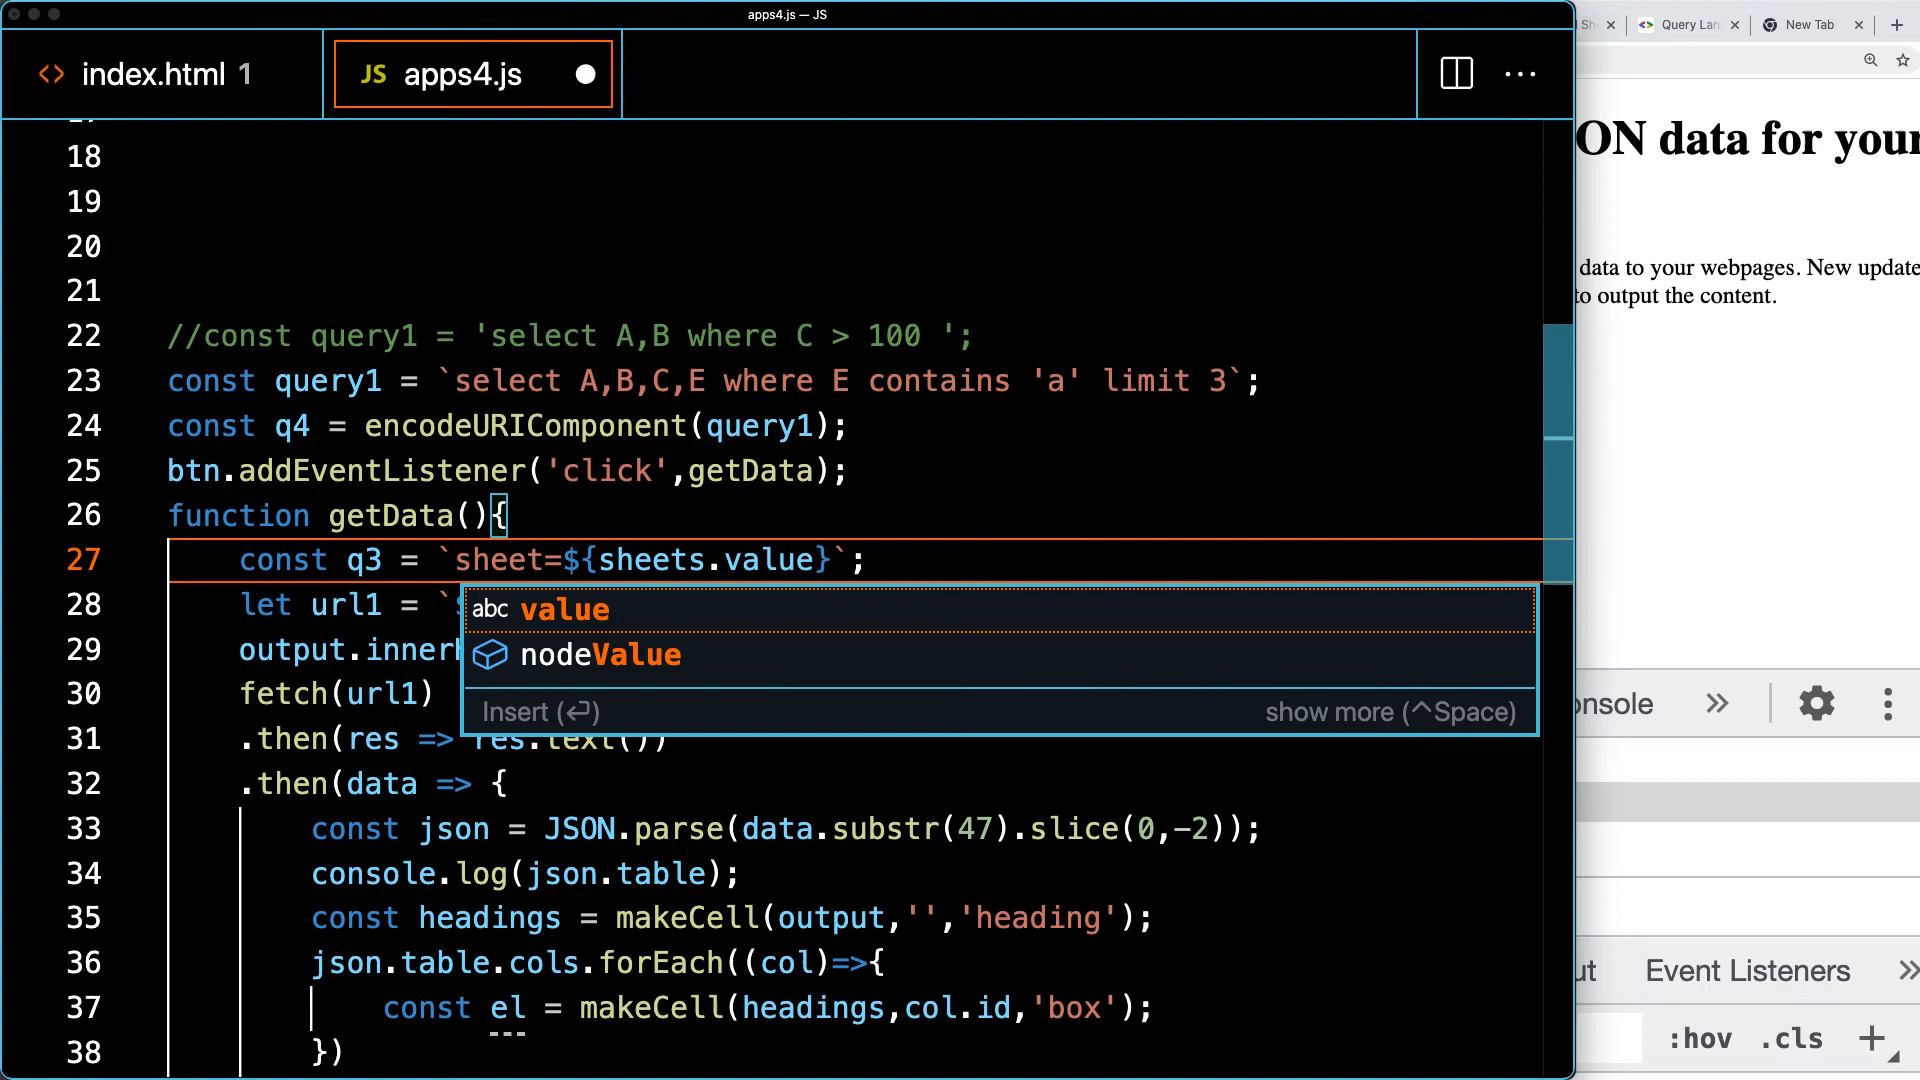 apps4.js — JS
index.html 1
JS apps4.js
Query Lan
New Tab
18
19
20
21
22 //const query1 = 'select A,B where C > 100 ';
23 const query1 = `select A,B,C,E where E contains 'a' limit 3`;
24 const q4 = encodeURIComponent(query1);
25 btn.addEventListener('click',getData);
26 function getData(){
27 const q3 = `sheet=${sheets.value}`;
28 let url1 = `
29 output.inner
30 fetch(url1)
31 .then(res => res.text())
32 .then(data => {
33 const json = JSON.parse(data.substr(47).slice(0,-2));
34 console.log(json.table);
35 const headings = makeCell(output,'','heading');
36 json.table.cols.forEach((col)=>{
37 const el = makeCell(headings,col.id,'box');
38 })
abc value
nodeValue
Insert (⏎) show more (^Space)
ON data for your
data to your webpages. New update
to output the content.
onsole
ut Event Listeners
:hov .cls